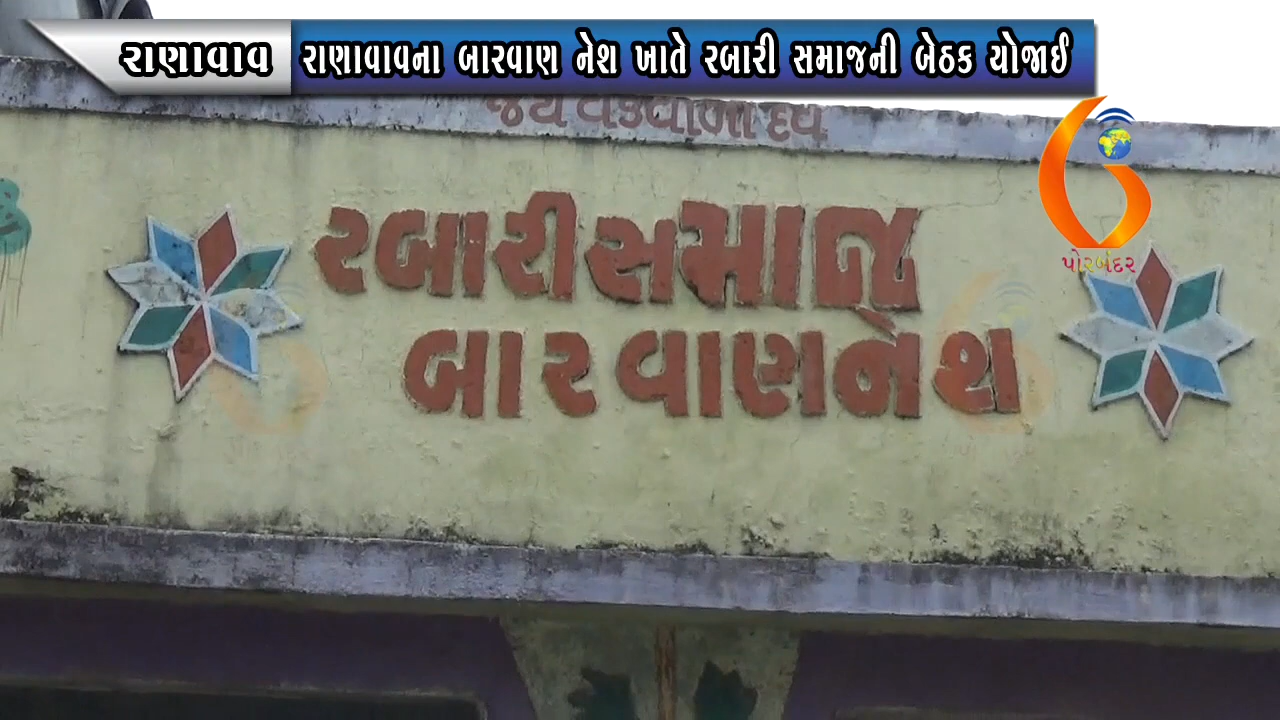 રાણાવાવ
રાણાવાવના બારવાણ નેશ ખાતે રબારી સમાજની બેઠક યોજાઈ
પોરબંદર
રબારી સમાજ
બારવાણનેશ